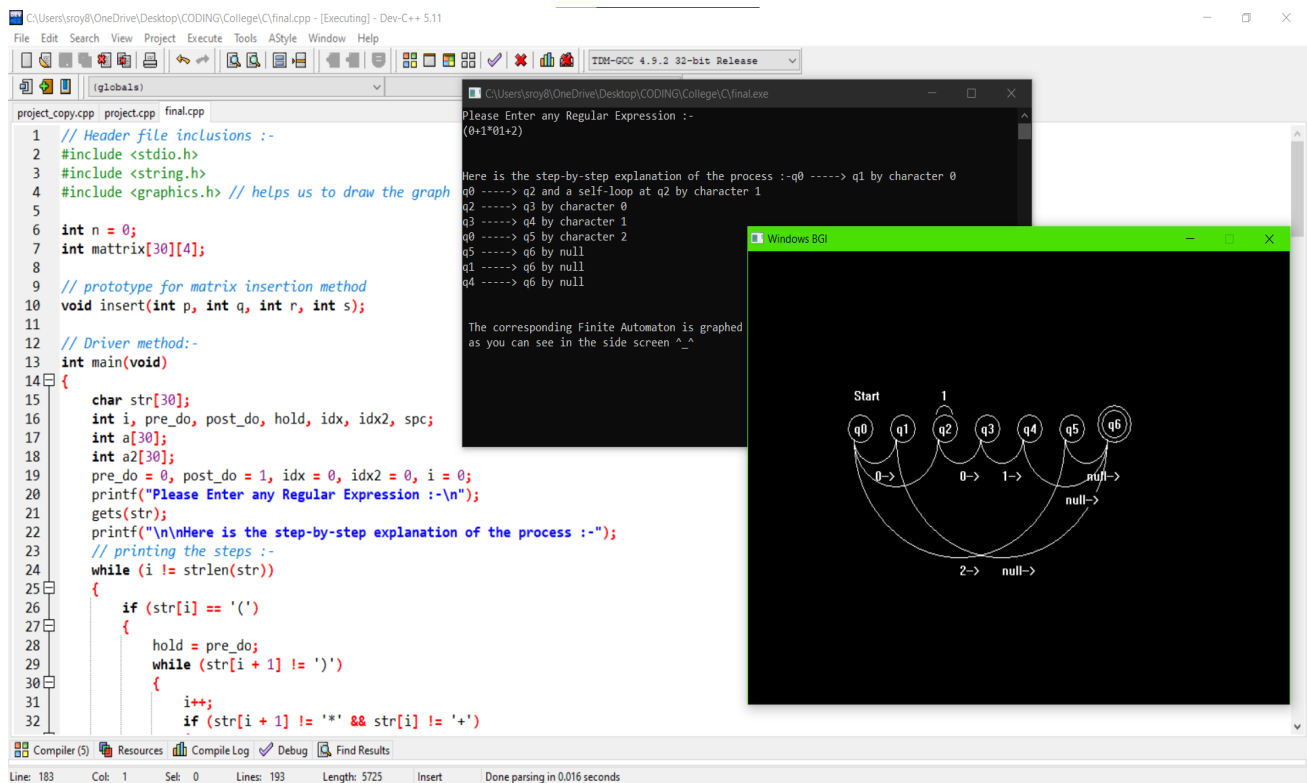 C:\Users\sroy8\OneDrive\Desktop\CODING\College\C\final.cpp - [Executing] - Dev-C++ 5.11
File Edit Search View Project Execute Tools AStyle Window Help
TDM-GCC 4.9.2 32-bit Release
(globals)
project_copy.cpp project.cpp final.cpp
1 // Header file inclusions :-
2 #include <stdio.h>
3 #include <string.h>
4 #include <graphics.h> // helps us to draw the graph
5
6 int n = 0;
7 int mattrix[30][4];
8
9 // prototype for matrix insertion method
10 void insert(int p, int q, int r, int s);
11
12 // Driver method:-
13 int main(void)
14 {
15 char str[30];
16 int i, pre_do, post_do, hold, idx, idx2, spc;
17 int a[30];
18 int a2[30];
19 pre_do = 0, post_do = 1, idx = 0, idx2 = 0, i = 0;
20 printf("Please Enter any Regular Expression :-\n");
21 gets(str);
22 printf("\n\nHere is the step-by-step explanation of the process :-");
23 // printing the steps :-
24 while (i != strlen(str))
25 {
26 if (str[i] == '(')
27 {
28 hold = pre_do;
29 while (str[i + 1] != ')')
30 {
31 i++;
32 if (str[i + 1] != '*' && str[i] != '+')
C:\Users\sroy8\OneDrive\Desktop\CODING\College\C\final.exe
Please Enter any Regular Expression :-
(0+1*01+2)
Here is the step-by-step explanation of the process :-q0 -----> q1 by character 0
q0 -----> q2 and a self-loop at q2 by character 1
q2 -----> q3 by character 0
q3 -----> q4 by character 1
q0 -----> q5 by character 2
q5 -----> q6 by null
q1 -----> q6 by null
q4 -----> q6 by null
The corresponding Finite Automaton is graphed
as you can see in the side screen ^_^
Windows BGI
Start 1
q0 q1 q2 q3 q4 q5 q6
0-> 0-> 1-> null->
null->
2-> null->
Compiler (5) Resources Compile Log Debug Find Results
Line: 183 Col: 1 Sel: 0 Lines: 193 Length: 5725 Insert Done parsing in 0.016 seconds